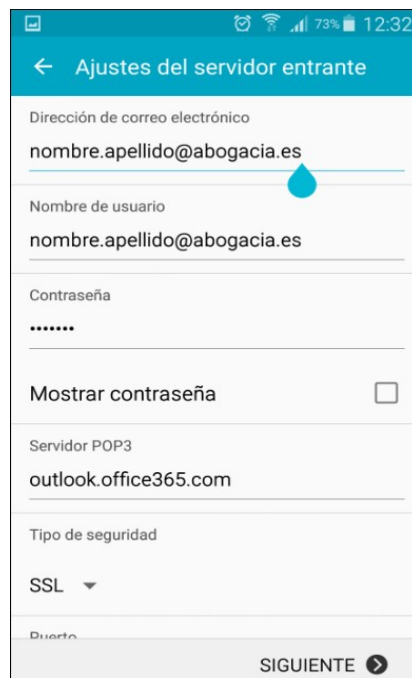 73% 12:32
Ajustes del servidor entrante
Dirección de correo electrónico
nombre.apellido@abogacia.es
Nombre de usuario
nombre.apellido@abogacia.es
Contraseña
•••••••
Mostrar contraseña
Servidor POP3
outlook.office365.com
Tipo de seguridad
SSL
Puerto
SIGUIENTE